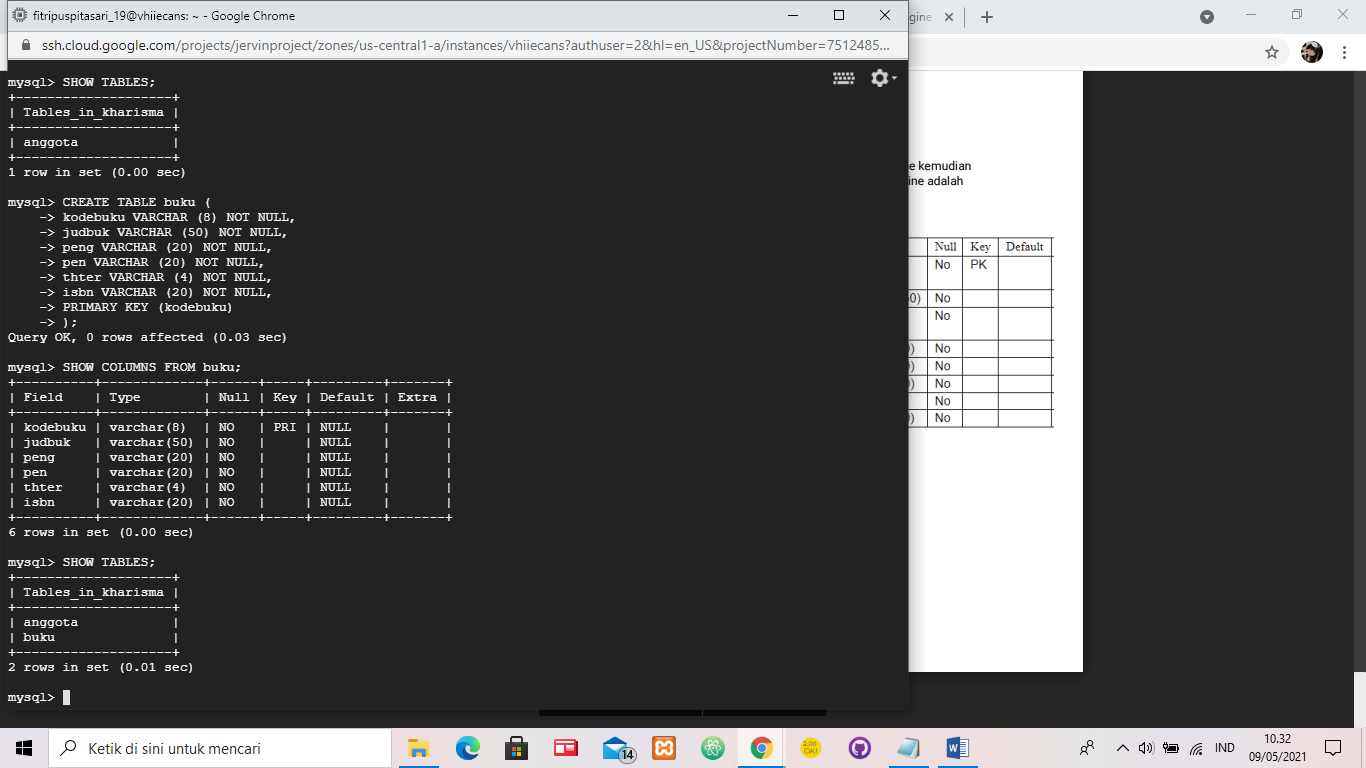 fitripuspitasari_19@vhiiecans: ~ - Google Chrome
ssh.cloud.google.com/projects/jervinproject/zones/us-central1-a/instances/vhiiecans?authuser=2&hl=en_US&projectNumber=7512485...
mysql> SHOW TABLES;
+--------------------+
| Tables_in_kharisma |
+--------------------+
| anggota            |
+--------------------+
1 row in set (0.00 sec)
mysql> CREATE TABLE buku (
    -> kodebuku VARCHAR (8) NOT NULL,
    -> judbuk VARCHAR (50) NOT NULL,
    -> peng VARCHAR (20) NOT NULL,
    -> pen VARCHAR (20) NOT NULL,
    -> thter VARCHAR (4) NOT NULL,
    -> isbn VARCHAR (20) NOT NULL,
    -> PRIMARY KEY (kodebuku)
    -> );
Query OK, 0 rows affected (0.03 sec)
mysql> SHOW COLUMNS FROM buku;
+----------+-------------+------+-----+---------+-------+
| Field    | Type        | Null | Key | Default | Extra |
+----------+-------------+------+-----+---------+-------+
| kodebuku | varchar(8)  | NO   | PRI | NULL    |       |
| judbuk   | varchar(50) | NO   |     | NULL    |       |
| peng     | varchar(20) | NO   |     | NULL    |       |
| pen      | varchar(20) | NO   |     | NULL    |       |
| thter    | varchar(4)  | NO   |     | NULL    |       |
| isbn     | varchar(20) | NO   |     | NULL    |       |
+----------+-------------+------+-----+---------+-------+
6 rows in set (0.00 sec)
mysql> SHOW TABLES;
+--------------------+
| Tables_in_kharisma |
+--------------------+
| anggota            |
| buku               |
+--------------------+
2 rows in set (0.01 sec)
mysql>
gine
e kemudian
ine adalah
Null Key Default
No PK
0) No
No
) No
) No
) No
No
) No
Ketik di sini untuk mencari
14
IND
10.32
09/05/2021